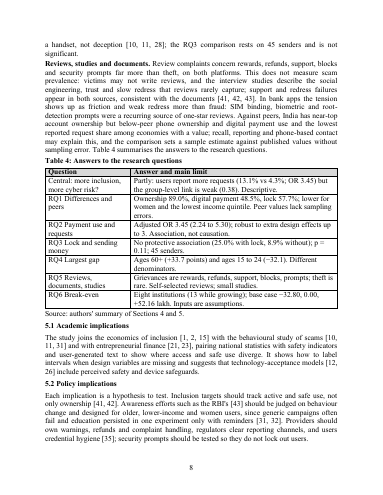 a handset, not deception [10, 11, 28]; the RQ3 comparison rests on 45 senders and is not
significant.
Reviews, studies and documents. Review complaints concern rewards, refunds, support, blocks
and security prompts far more than theft, on both platforms. This does not measure scam
prevalence: victims may not write reviews, and the interview studies describe the social
engineering, trust and slow redress that reviews rarely capture; support and redress failures
appear in both sources, consistent with the documents [41, 42, 43]. In bank apps the tension
shows up as friction and weak redress more than fraud: SIM binding, biometric and root-
detection prompts were a recurring source of one-star reviews. Against peers, India has near-top
account ownership but below-peer phone ownership and digital payment use and the lowest
reported request share among economies with a value; recall, reporting and phone-based contact
may explain this, and the comparison sets a sample estimate against published values without
sampling error. Table 4 summarises the answers to the research questions.
Table 4: Answers to the research questions
Question Answer and main limit
Central: more inclusion, Partly: users report more requests (13.1% vs 4.3%; OR 3.45) but
more cyber risk? the group-level link is weak (0.38). Descriptive.
RQ1 Differences and Ownership 89.0%, digital payment 48.5%, lock 57.7%; lower for
peers women and the lowest income quintile. Peer values lack sampling
errors.
RQ2 Payment use and Adjusted OR 3.45 (2.24 to 5.30); robust to extra design effects up
requests to 3. Association, not causation.
RQ3 Lock and sending No protective association (25.0% with lock, 8.9% without); p =
money 0.11; 45 senders.
RQ4 Largest gap Ages 60+ (+33.7 points) and ages 15 to 24 (−32.1). Different
denominators.
RQ5 Reviews, Grievances are rewards, refunds, support, blocks, prompts; theft is
documents, studies rare. Self-selected reviews; small studies.
RQ6 Break-even Eight institutions (13 while growing); base case −32.80, 0.00,
+52.16 lakh. Inputs are assumptions.
Source: authors' summary of Sections 4 and 5.
5.1 Academic implications
The study joins the economics of inclusion [1, 2, 15] with the behavioural study of scams [10,
11, 31] and with entrepreneurial finance [21, 23], pairing national statistics with safety indicators
and user-generated text to show where access and safe use diverge. It shows how to label
intervals when design variables are missing and suggests that technology-acceptance models [12,
26] include perceived safety and device safeguards.
5.2 Policy implications
Each implication is a hypothesis to test. Inclusion targets should track active and safe use, not
only ownership [41, 42]. Awareness efforts such as the RBI's [43] should be judged on behaviour
change and designed for older, lower-income and women users, since generic campaigns often
fail and education persisted in one experiment only with reminders [31, 32]. Providers should
own warnings, refunds and complaint handling, regulators clear reporting channels, and users
credential hygiene [35]; security prompts should be tested so they do not lock out users.
8